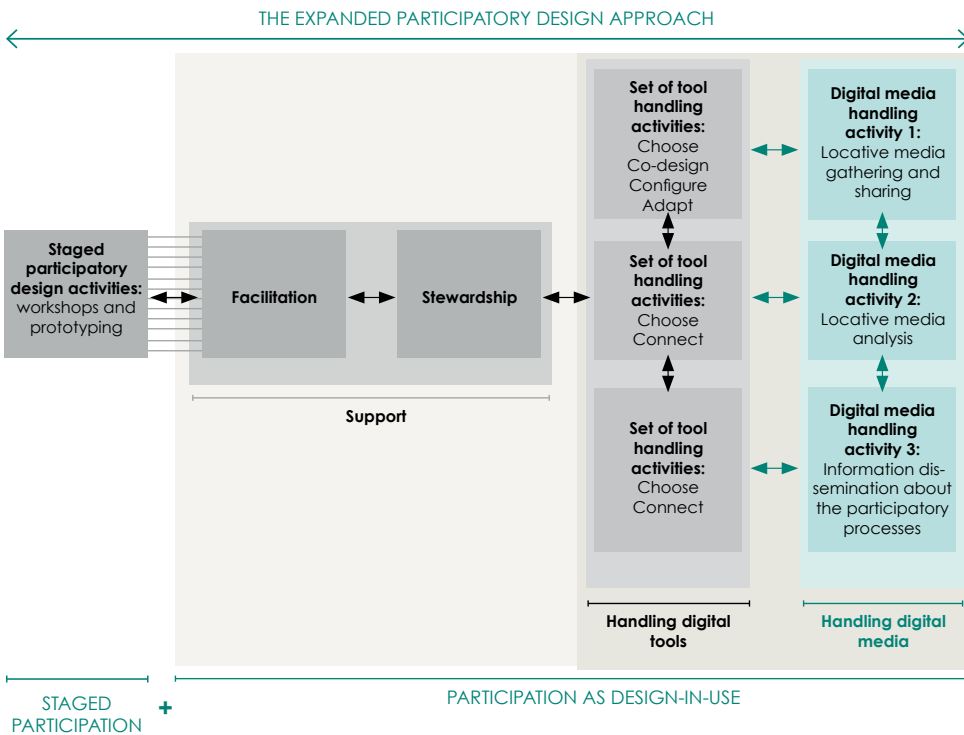 THE EXPANDED PARTICIPATORY DESIGN APPROACH
Staged
participatory
design activities:
workshops and
prototyping
Facilitation
Stewardship
Support
Set of tool
handling
activities:
Choose
Co-design
Configure
Adapt
Set of tool
handling
activities:
Choose
Connect
Set of tool
handling
activities:
Choose
Connect
Handling digital
tools
Digital media
handling
activity 1:
Locative media
gathering and
sharing
Digital media
handling
activity 2:
Locative media
analysis
Digital media
handling
activity 3:
Information dis-
semination about
the participatory
processes
Handling digital
media
STAGED
PARTICIPATION
+
PARTICIPATION AS DESIGN-IN-USE